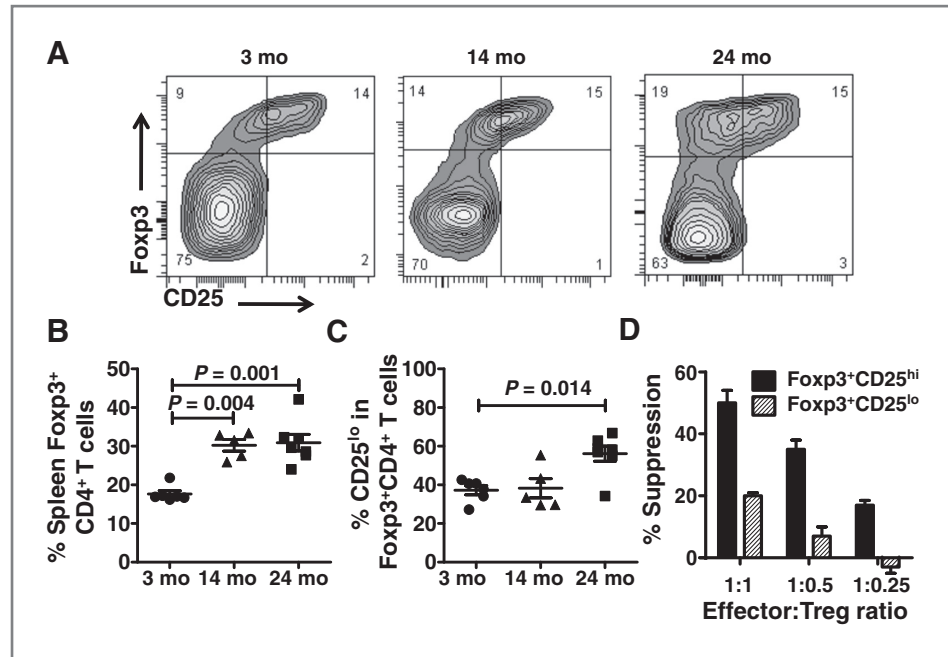 A
3 mo
14 mo
24 mo
9
14
14
15
19
15
75
2
70
1
63
3
Foxp3
CD25
B
C
D
% Spleen Foxp3⁺
CD4⁺ T cells
50
40
30
20
10
0
P = 0.001
P = 0.004
3 mo
14 mo
24 mo
% CD25ˡᵒ in
Foxp3⁺CD4⁺ T cells
100
80
60
40
20
0
P = 0.014
3 mo
14 mo
24 mo
% Suppression
60
40
20
0
Foxp3⁺CD25ʰⁱ
Foxp3⁺CD25ˡᵒ
1:1
1:0.5
1:0.25
Effector:Treg ratio